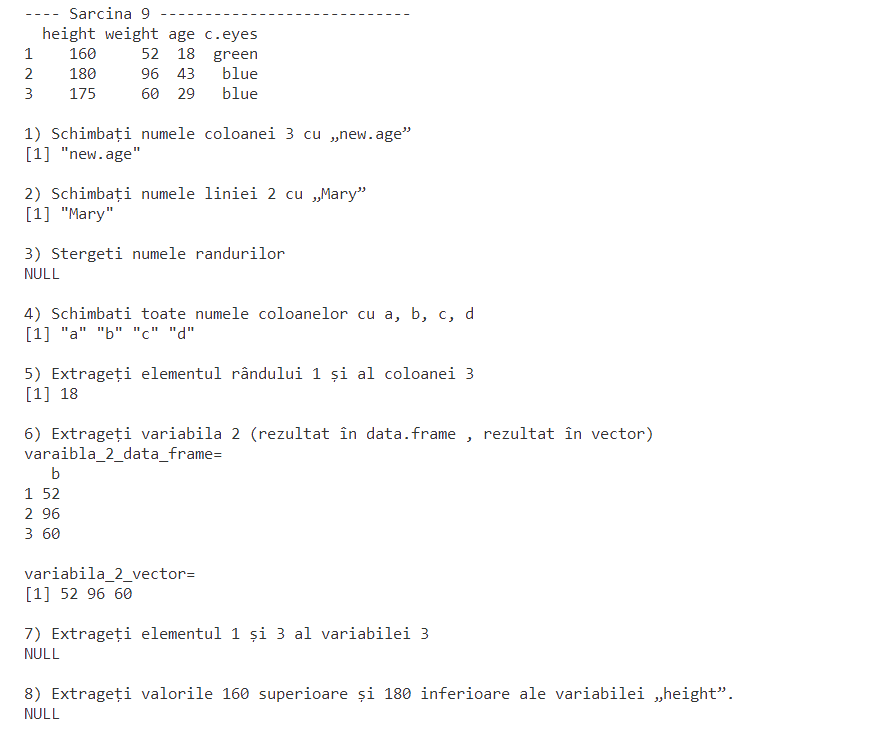 ---- Sarcina 9 ----------------------------
  height weight age c.eyes
1    160     52  18  green
2    180     96  43   blue
3    175     60  29   blue

1) Schimbați numele coloanei 3 cu „new.age”
[1] "new.age"

2) Schimbați numele liniei 2 cu „Mary”
[1] "Mary"

3) Stergeti numele randurilor
NULL

4) Schimbati toate numele coloanelor cu a, b, c, d
[1] "a" "b" "c" "d"

5) Extrageți elementul rândului 1 și al coloanei 3
[1] 18

6) Extrageți variabila 2 (rezultat în data.frame , rezultat în vector)
varaibla_2_data_frame=
   b
1 52
2 96
3 60

variabila_2_vector=
[1] 52 96 60

7) Extrageți elementul 1 și 3 al variabilei 3
NULL

8) Extrageți valorile 160 superioare și 180 inferioare ale variabilei „height”.
NULL